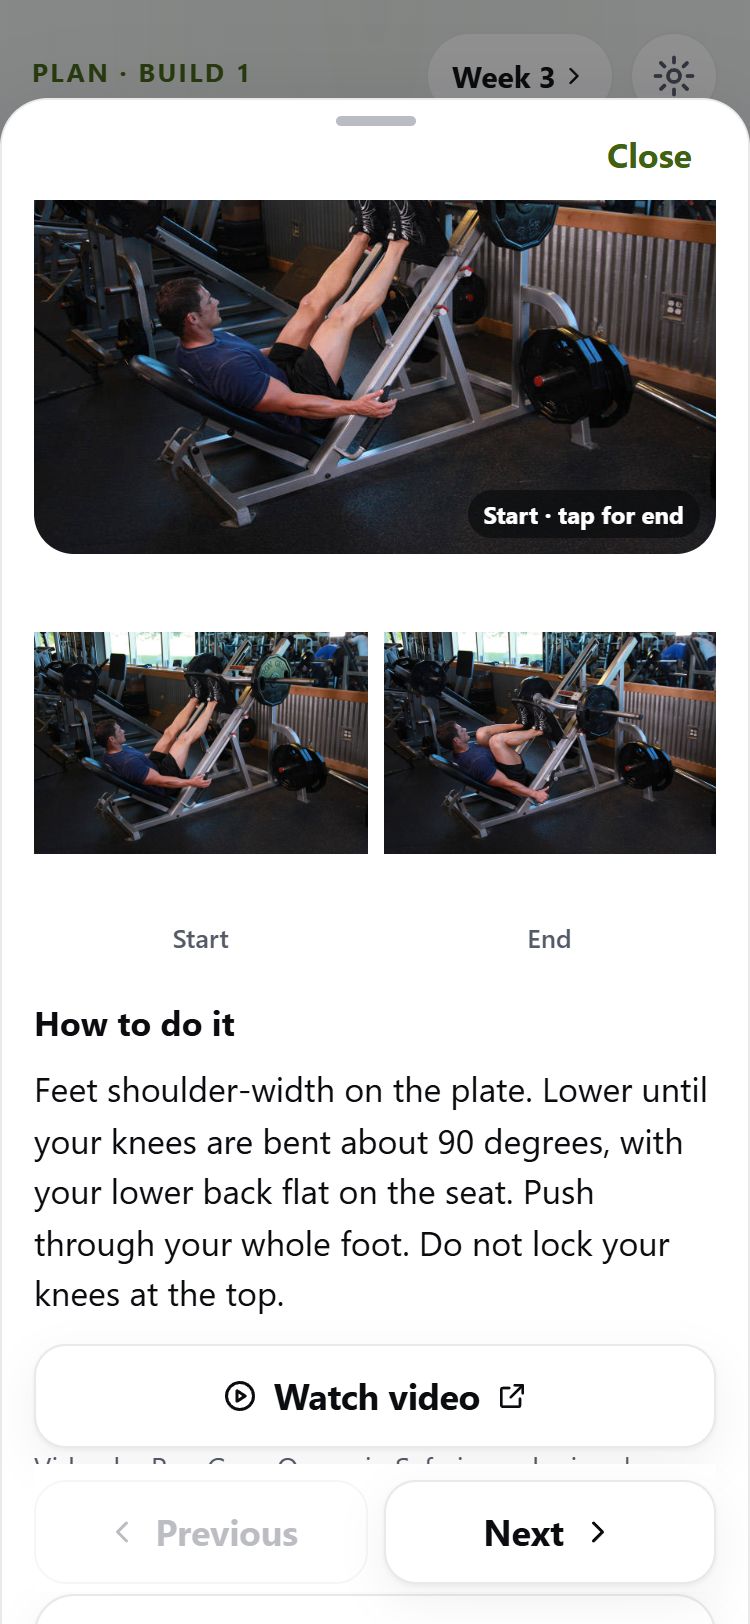 PLAN · BUILD 1
Week 3
Close
Start · tap for end
Start
End
How to do it
Feet shoulder-width on the plate. Lower until
your knees are bent about 90 degrees, with
your lower back flat on the seat. Push
through your whole foot. Do not lock your
knees at the top.
Watch video
Previous
Next